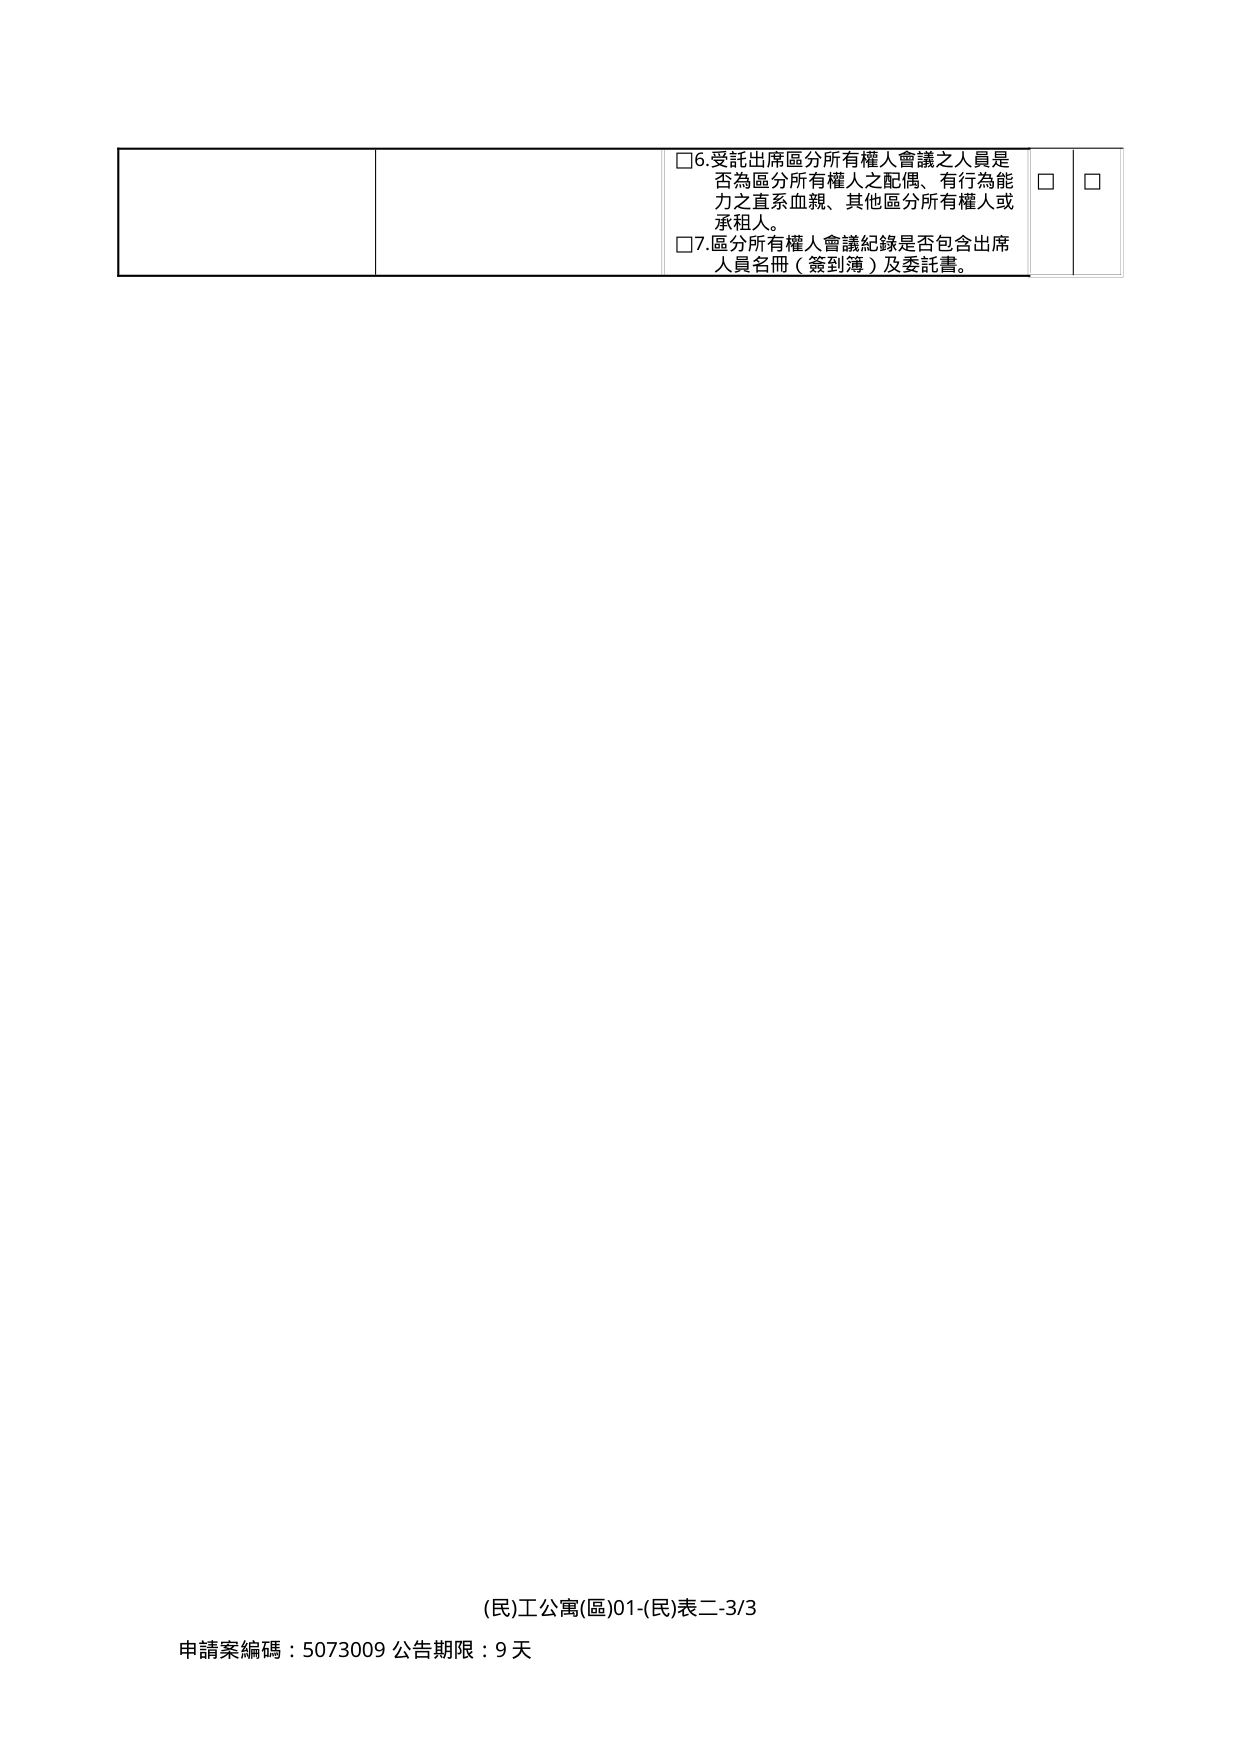 □6.受託出席區分所有權人會議之人員是 □ □
否為區分所有權人之配偶、有行為能
力之直系血親、其他區分所有權人或
承租人。
□7.區分所有權人會議紀錄是否包含出席
人員名冊（簽到簿）及委託書。
(民)工公寓(區)01-(民)表二-3/3
申請案編碼：5073009 公告期限：9 天